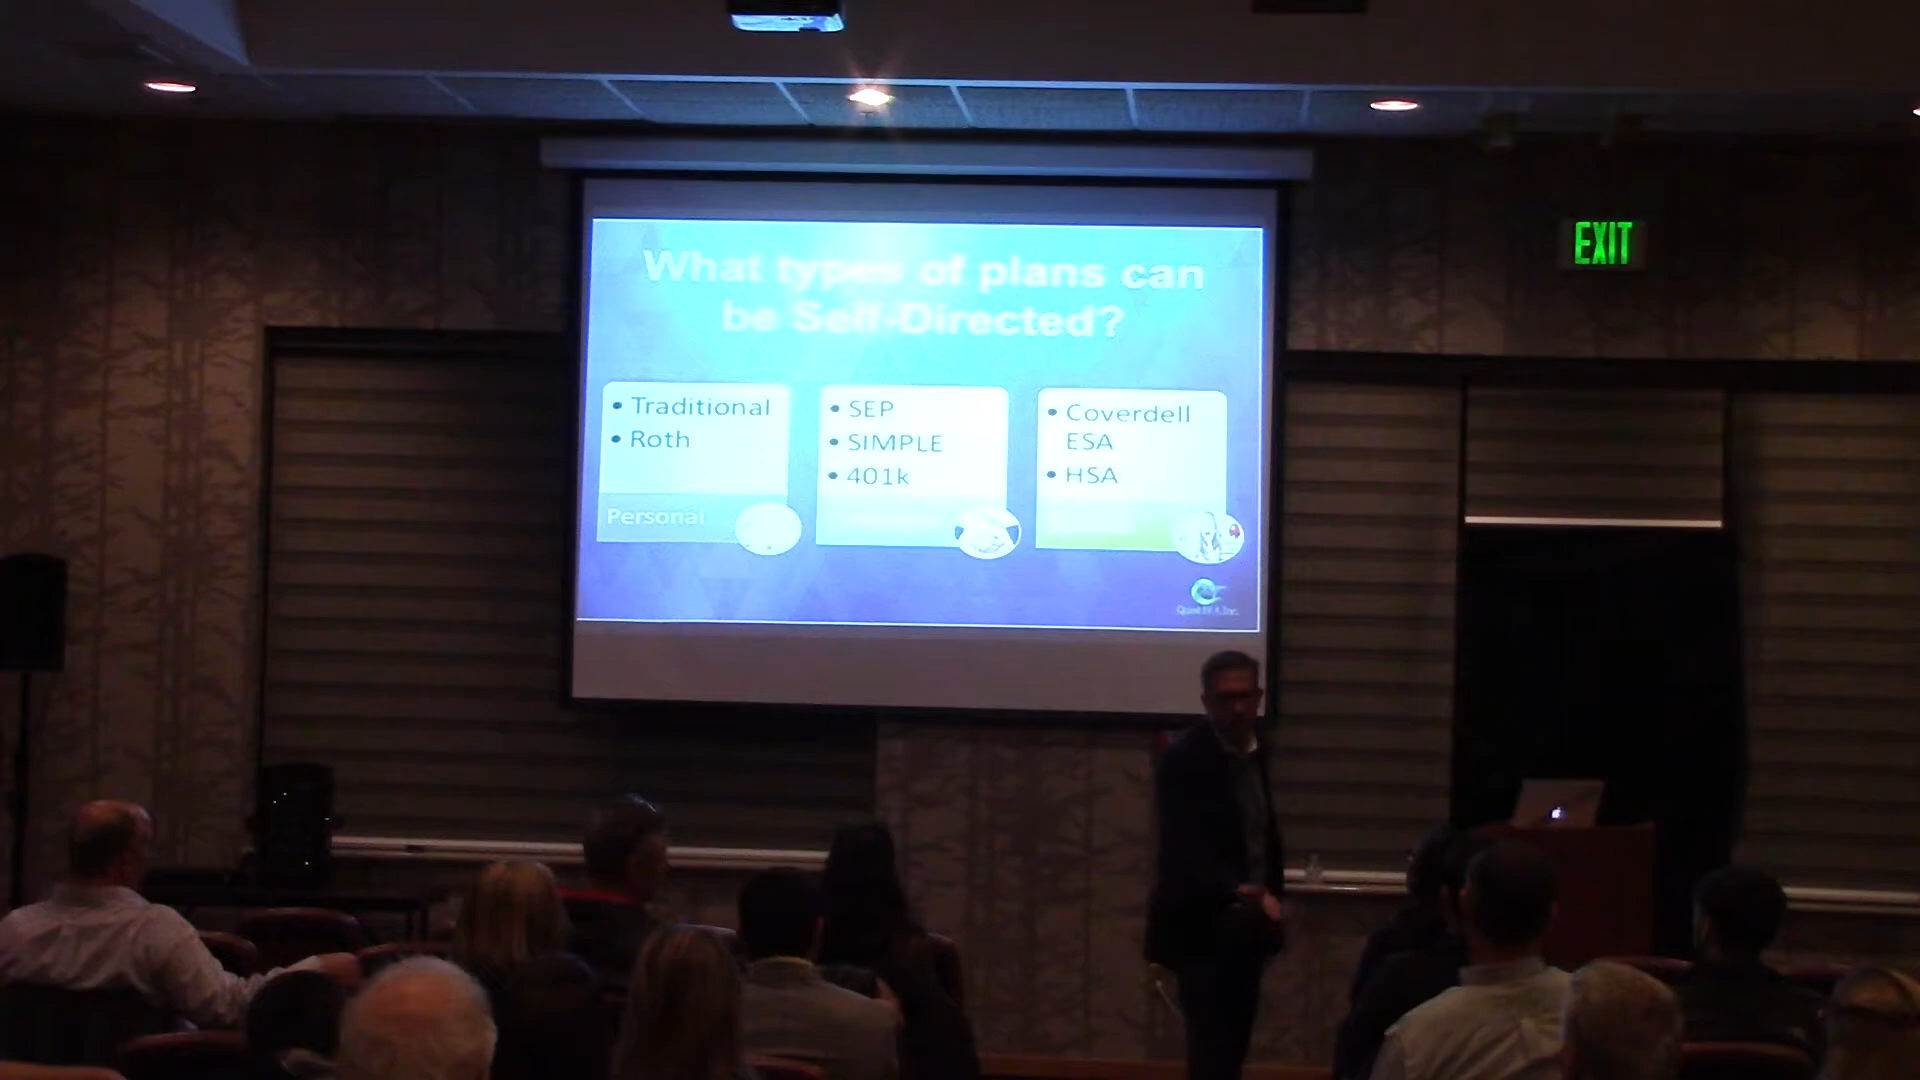 What types of plans can
be Self-Directed?
• Traditional
• Roth
Personal
• SEP
• SIMPLE
• 401k
• Coverdell
ESA
• HSA
EXIT